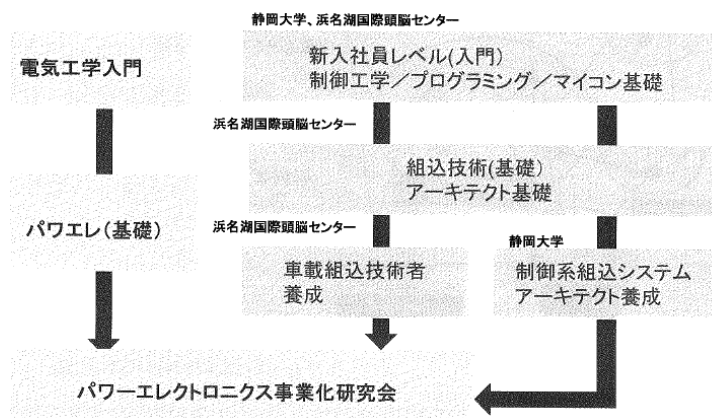 静岡大学、浜名湖国際頭脳センター
電気工学入門
新入社員レベル(入門)
制御工学／プログラミング／マイコン基礎
浜名湖国際頭脳センター
組込技術(基礎)
アーキテクト基礎
パワエレ(基礎)
浜名湖国際頭脳センター
静岡大学
車載組込技術者
養成
制御系組込システム
アーキテクト養成
パワーエレクトロニクス事業化研究会